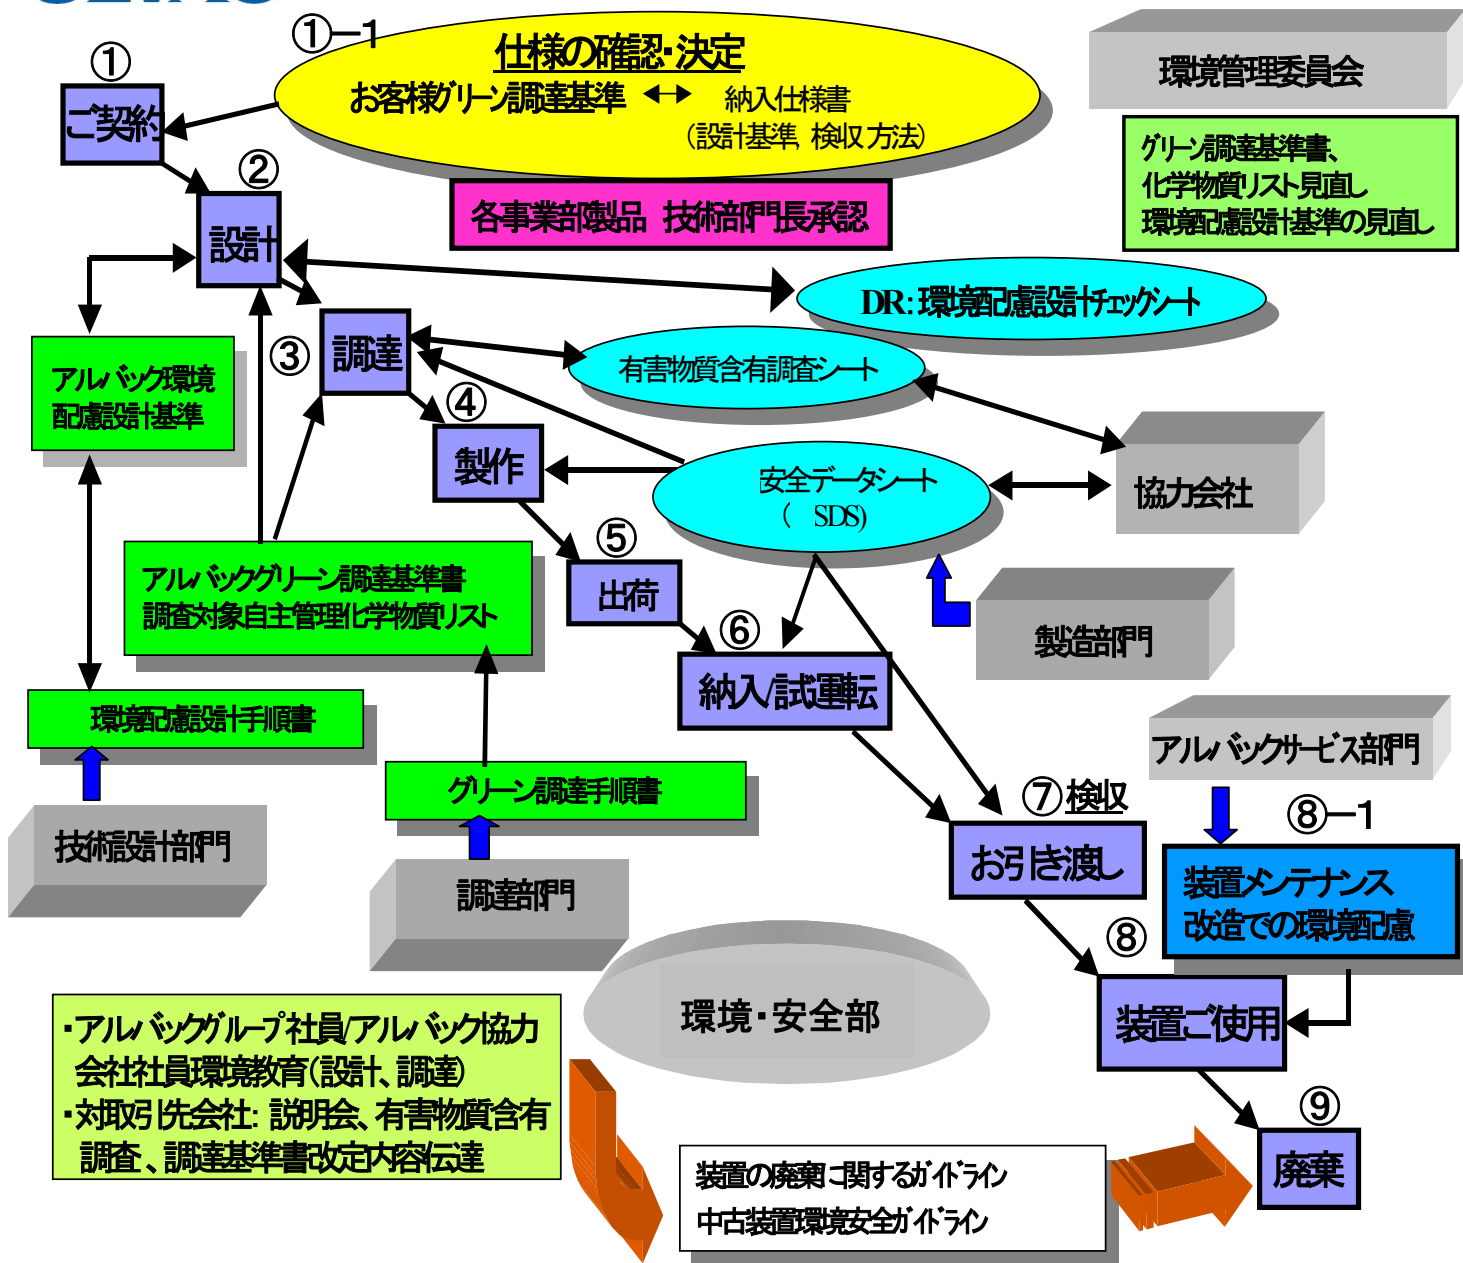 ①ー1
仕様の確認・決定
お客様グリーン調達基準 ↔ 納入仕様書
（設計基準, 検収方法）
環境管理委員会
①
ご契約
グリーン調達基準書、
化学物質リスト見直し
環境配慮設計基準の見直し
各事業部製品 技術部門長承認
②
設計
DR:環境配慮設計チェックシート
③
調達
有害物質含有調査シート
アルバック環境
配慮設計基準
④
製作
安全データシート
（ SDS)
協力会社
⑤
出荷
アルバックグリーン調達基準書
調査対象自主管理化学物質リスト
製造部門
⑥
納入/試運転
環境配慮設計手順書
アルバックサービス部門
グリーン調達手順書
⑦検収
お引き渡し
⑧ー1
技術設計部門
調達部門
装置メンテナンス
改造での環境配慮
⑧
装置ご使用
環境・安全部
・アルバックグループ社員/アルバック協力
会社社員環境教育（設計、調達）
・対取引先会社：説明会、有害物質含有
調査、調達基準書改定内容伝達
⑨
廃棄
装置の廃棄に関するガイドライン
中古装置環境安全ガイドライン